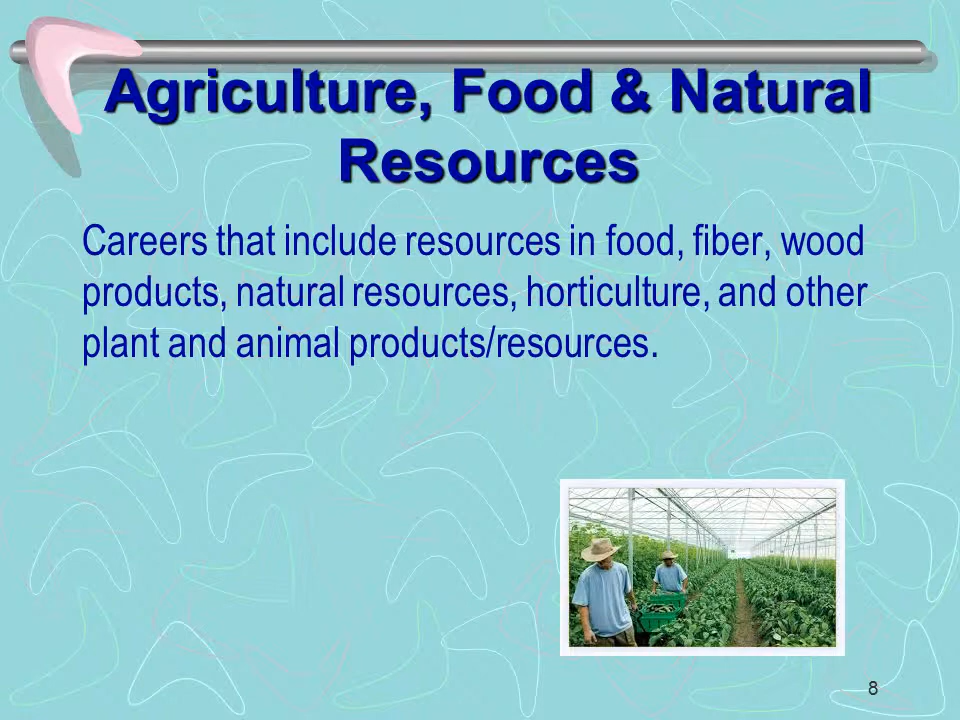 Agriculture, Food & Natural
Resources
Careers that include resources in food, fiber, wood
products, natural resources, horticulture, and other
plant and animal products/resources.
8